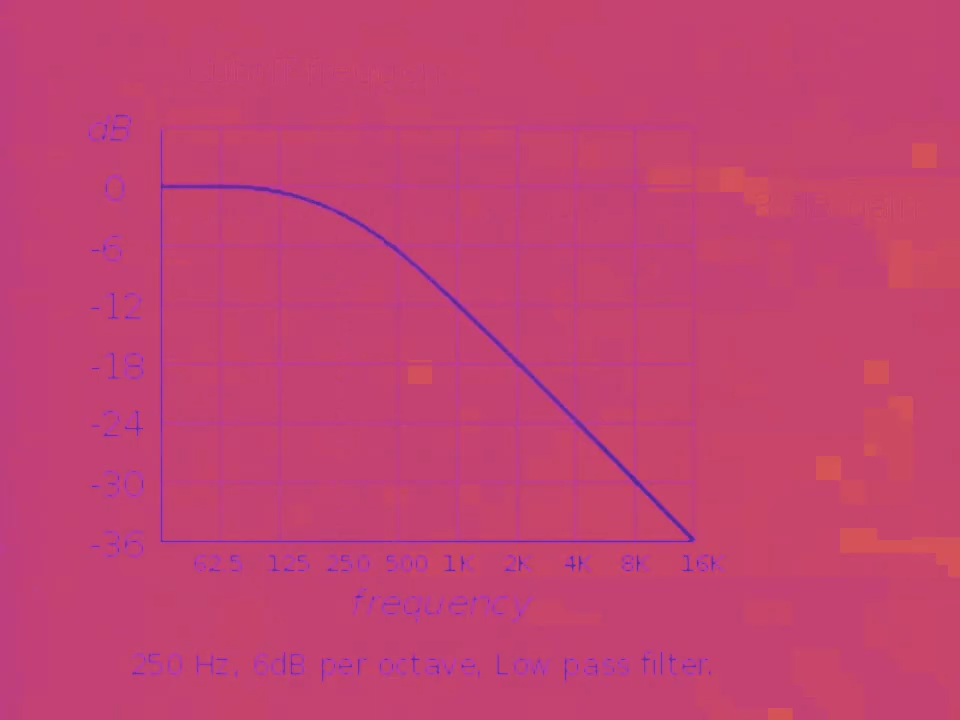 dB
0
-6
-12
-18
-24
-30
-36
62.5 125 250 500 1K 2K 4K 8K 16K
frequency
250 Hz, 6dB per octave, Low pass filter.